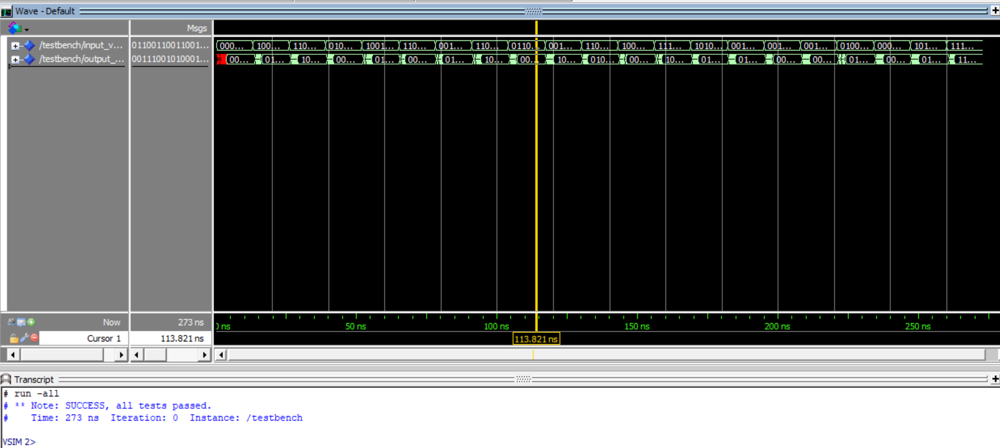 Wave - Default
Msgs
/testbench/input_v... 01100110011001... 000... 100... 110... 010... 1001... 110... 001... 110... 0110... 001... 110... 100... 111... 1010... 001... 001... 001... 0100... 000... 101... 111...
/testbench/output_... 00111001010001... 00... 01... 10... 00... 01... 00... 01... 10... 00... 10... 010... 00... 10... 01... 01... 00... 00... 01... 00... 01... 11...
Now 273 ns 0 ns 50 ns 100 ns 150 ns 200 ns 250 ns
Cursor 1 113.821 ns 113.821 ns
Transcript
# run -all
# ** Note: SUCCESS, all tests passed.
#    Time: 273 ns  Iteration: 0  Instance: /testbench
VSIM 2>